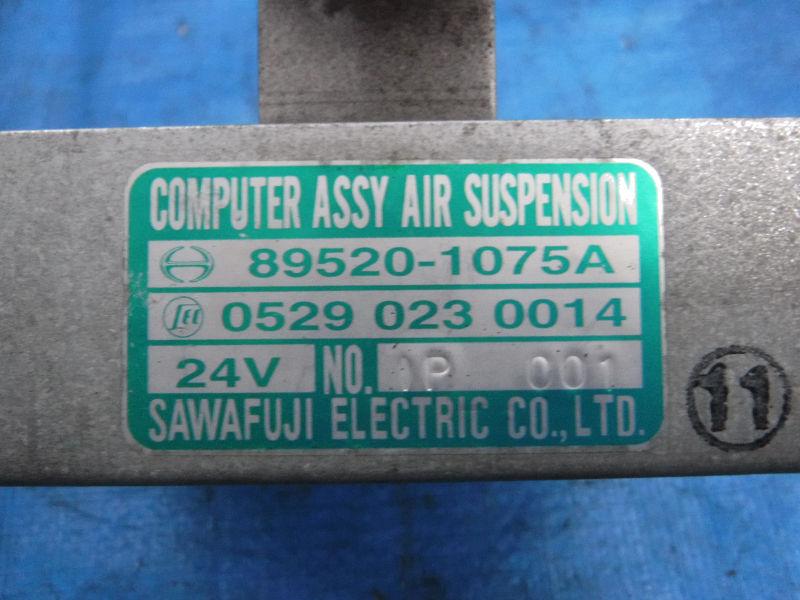 COMPUTER ASSY AIR SUSPENSION
89520-1075A
0529 023 0014
24V NO. 001
SAWAFUJI ELECTRIC CO., LTD.
11